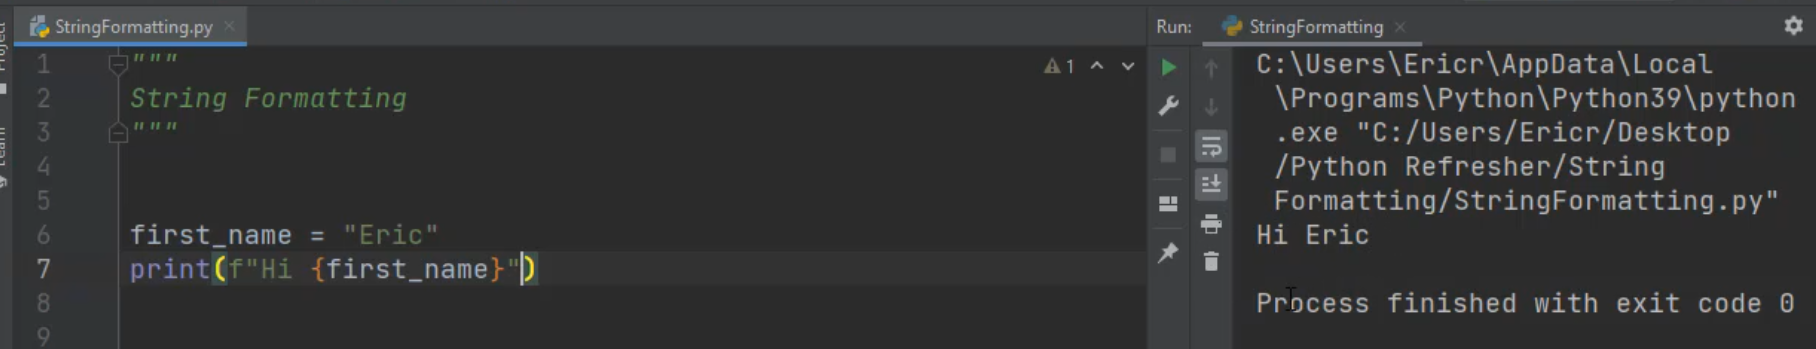 StringFormatting.py
1 """
2 String Formatting
3 """
4
5
6 first_name = "Eric"
7 print(f"Hi {first_name}")
8
9
1
Run: StringFormatting
C:\Users\Ericr\AppData\Local
\Programs\Python\Python39\python
.exe "C:/Users/Ericr/Desktop
/Python Refresher/String
Formatting/StringFormatting.py"
Hi Eric
Process finished with exit code 0